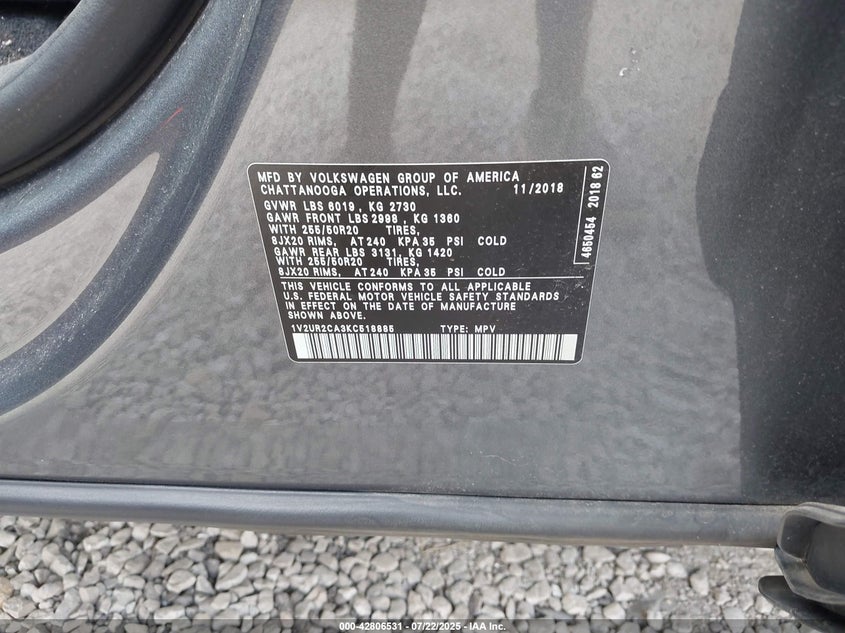 MFD BY VOLKSWAGEN GROUP OF AMERICA
CHATTANOOGA OPERATIONS, LLC. 11/2018
GVWR LBS 6019 , KG 2730
GAWR FRONT LBS 2998 , KG 1360
WITH 255/50R20 TIRES,
8JX20 RIMS, AT 240 KPA 35 PSI COLD
GAWR REAR LBS 3131, KG 1420
WITH 255/50R20 TIRES,
8JX20 RIMS, AT 240 KPA 35 PSI COLD
THIS VEHICLE CONFORMS TO ALL APPLICABLE
U.S. FEDERAL MOTOR VEHICLE SAFETY STANDARDS
IN EFFECT ON THE DATE OF MANUFACTURE
SHOWN ABOVE.
1V2UR2CA3KC518885 TYPE: MPV
4650454 2018 62
000-42806531 - 07/22/2025 - IAA Inc.